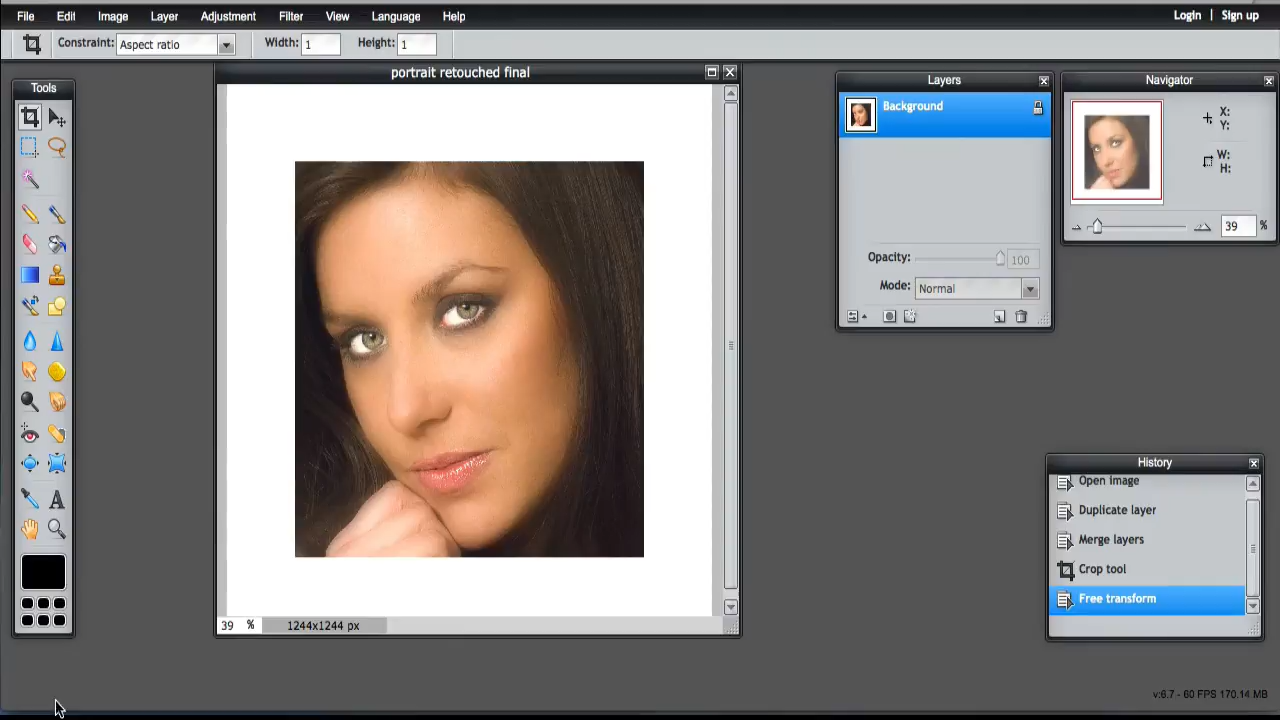 File Edit Image Layer Adjustment Filter View Language Help Login | Sign up
Constraint: Aspect ratio Width: 1 Height: 1
Tools
portrait retouched final
39 % 1244x1244 px
Layers
Background
Opacity: 100
Mode: Normal
Navigator
X:
Y:
W:
H:
39 %
History
Open image
Duplicate layer
Merge layers
Crop tool
Free transform
v:6.7 - 60 FPS 170.14 MB